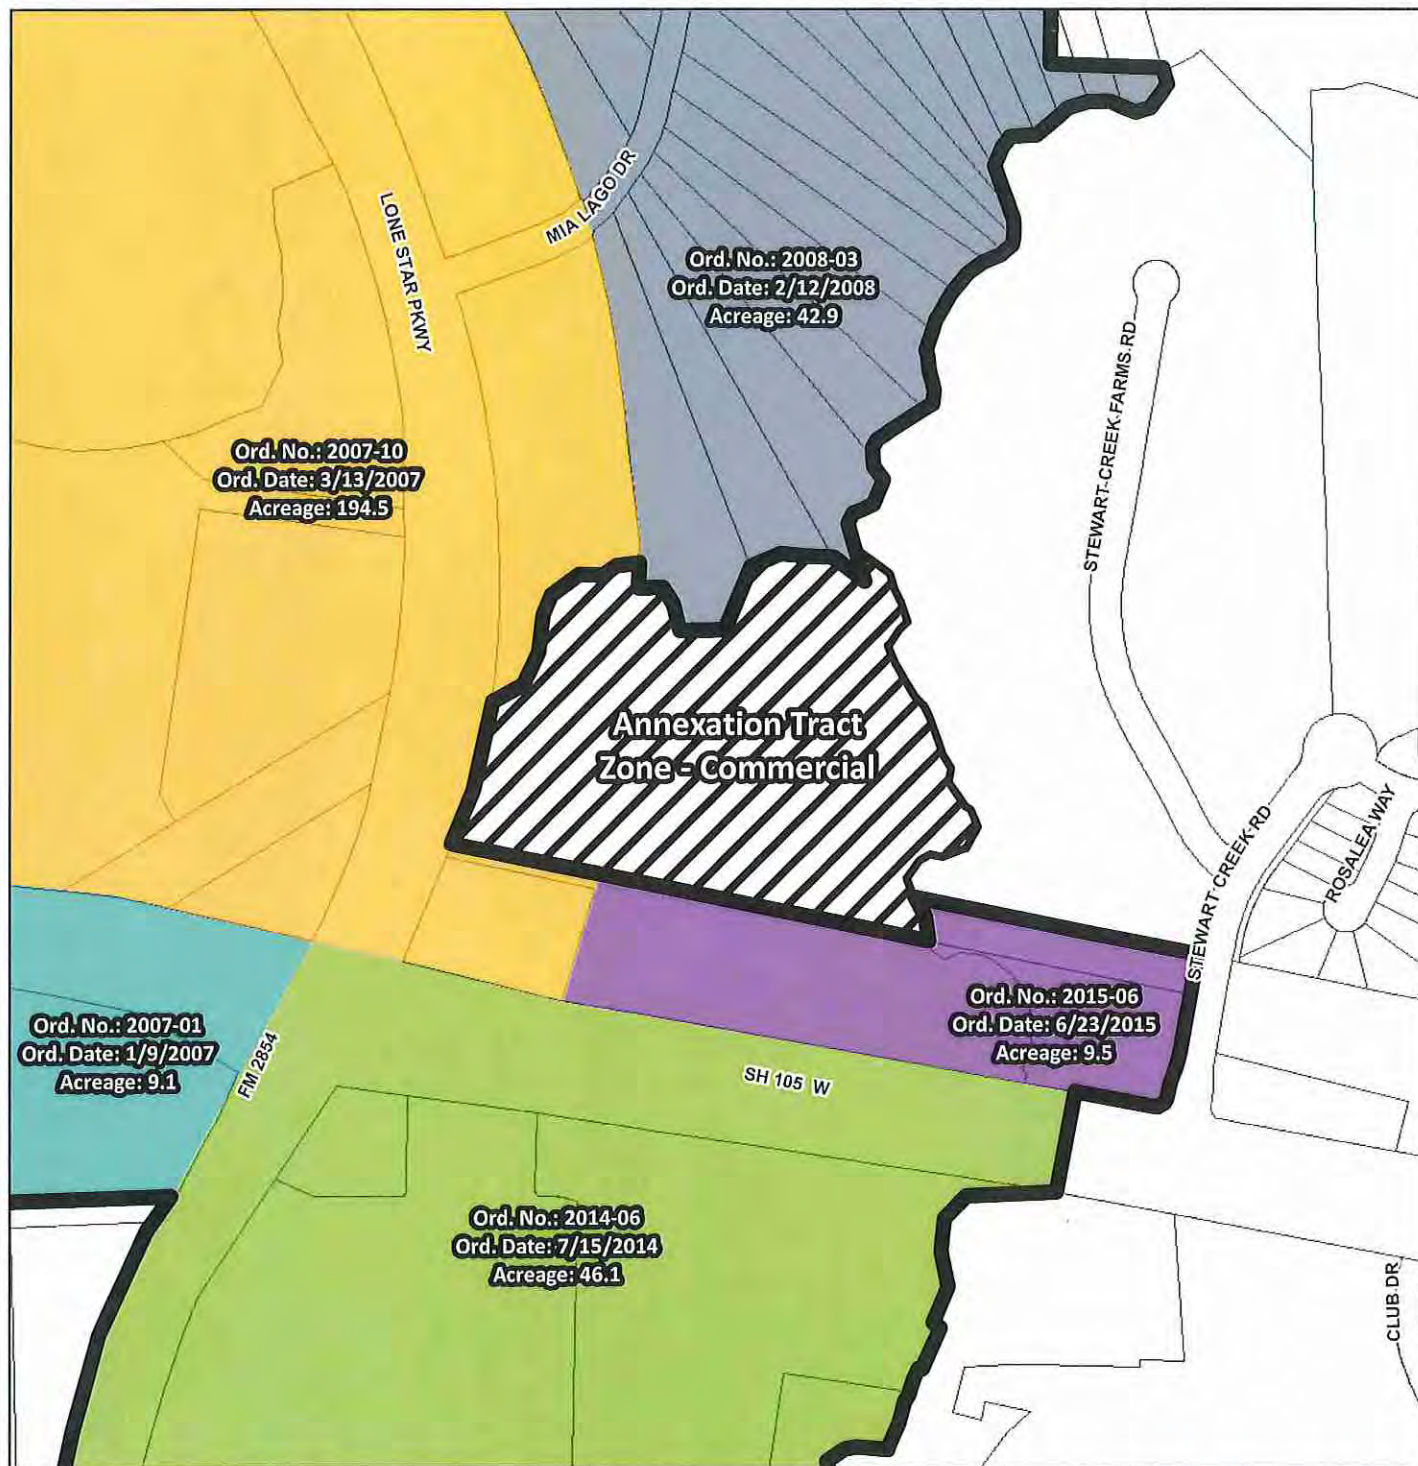 MIA LAGO DR
LONE STAR PKWY
Ord. No.: 2008-03
Ord. Date: 2/12/2008
Acreage: 42.9
STEWART CREEK FARMS RD
Ord. No.: 2007-10
Ord. Date: 3/13/2007
Acreage: 194.5
Annexation Tract
Zone - Commercial
STEWART CREEK RD
ROSALEA WAY
Ord. No.: 2015-06
Ord. Date: 6/23/2015
Acreage: 9.5
Ord. No.: 2007-01
Ord. Date: 1/9/2007
Acreage: 9.1
FM 2854
SH 105 W
Ord. No.: 2014-06
Ord. Date: 7/15/2014
Acreage: 46.1
CLUB DR